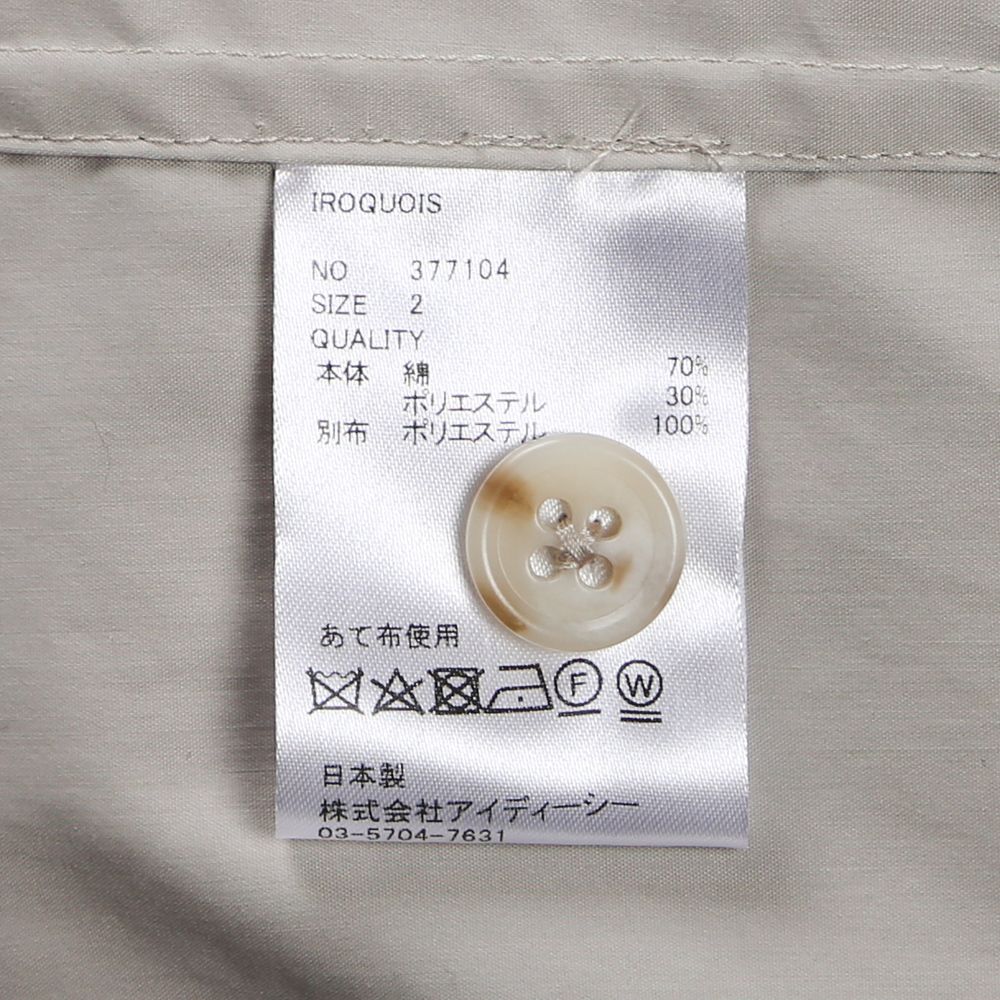 IROQUOIS
NO 377104
SIZE 2
QUALITY
本体 綿 70%
ポリエステル 30%
別布 ポリエステル 100%
あて布使用
F W
日本製
株式会社アイディーシー
03-5704-7631